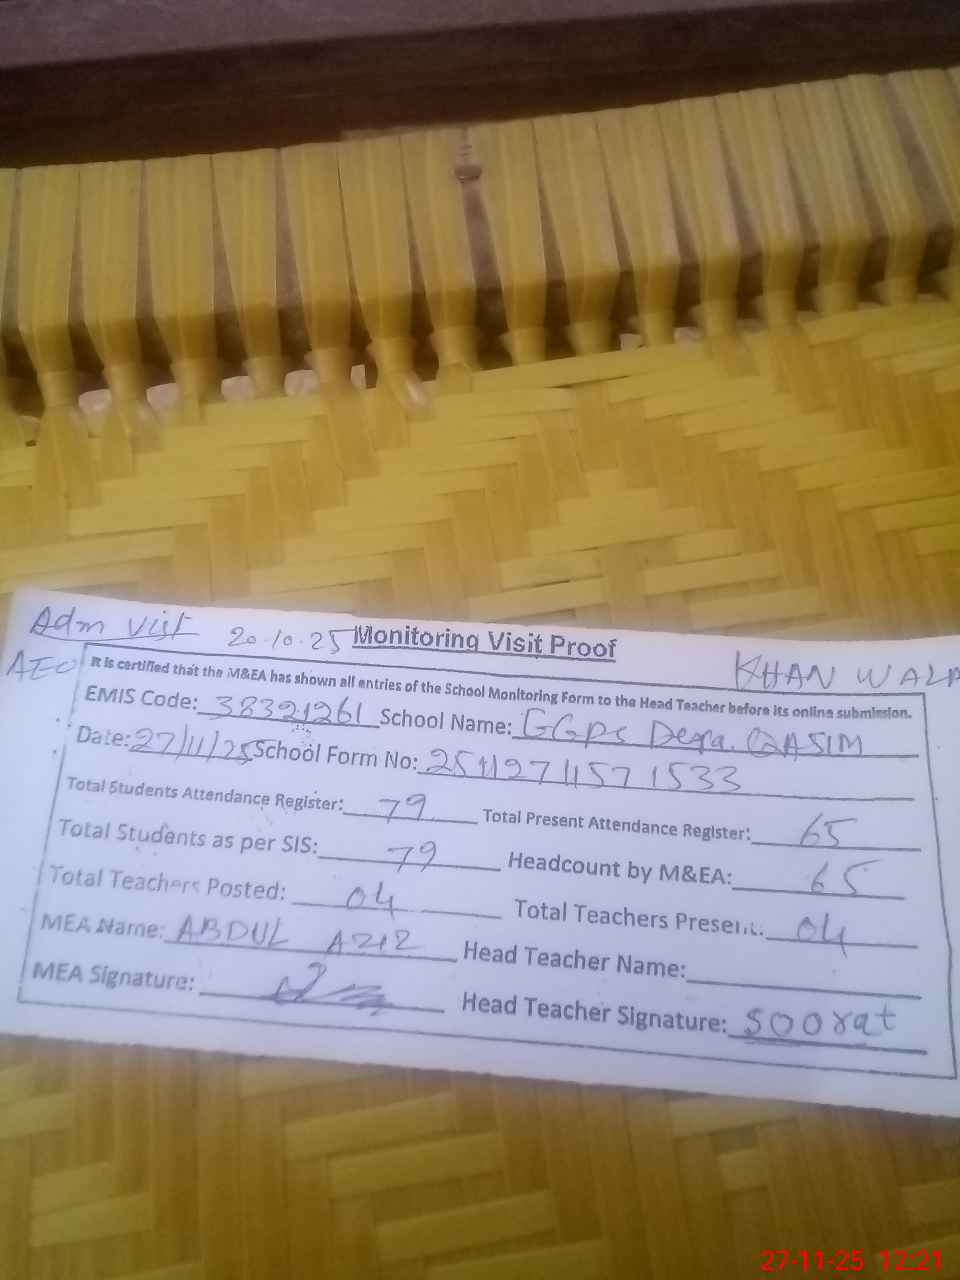 Adm visit 20-10-25 Monitoring Visit Proof
AEO KHAN WALA
It is certified that the M&EA has shown all entries of the School Monitoring Form to the Head Teacher before its online submission.
EMIS Code: 38321261 School Name: GGPS Dera QASIM
Date: 27/11/25 School Form No: 25112711571533
Total Students Attendance Register: 79 Total Present Attendance Register: 65
Total Students as per SIS: 79 Headcount by M&EA: 65
Total Teachers Posted: 04 Total Teachers Present: 04
MEA Name: ABDUL AZIZ Head Teacher Name:
MEA Signature: Head Teacher Signature: Soorat
27-11-25 12:21